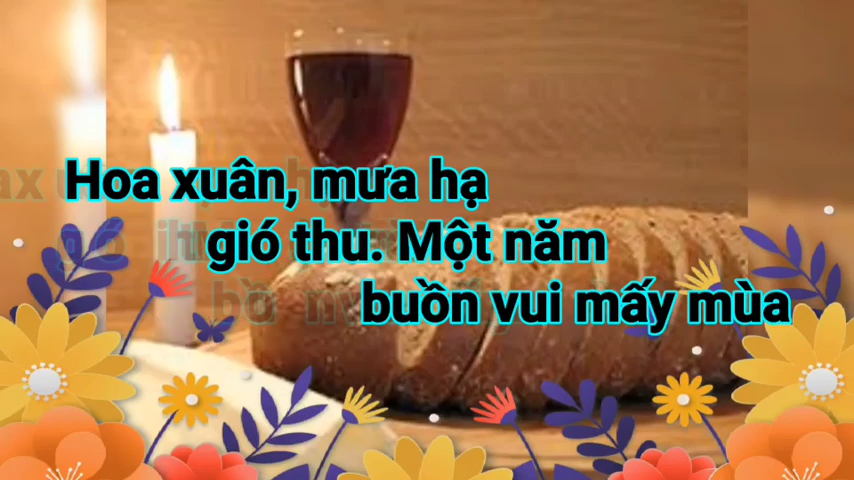 Hoa xuân, mưa hạ
gió thu. Một năm
buồn vui mấy mùa